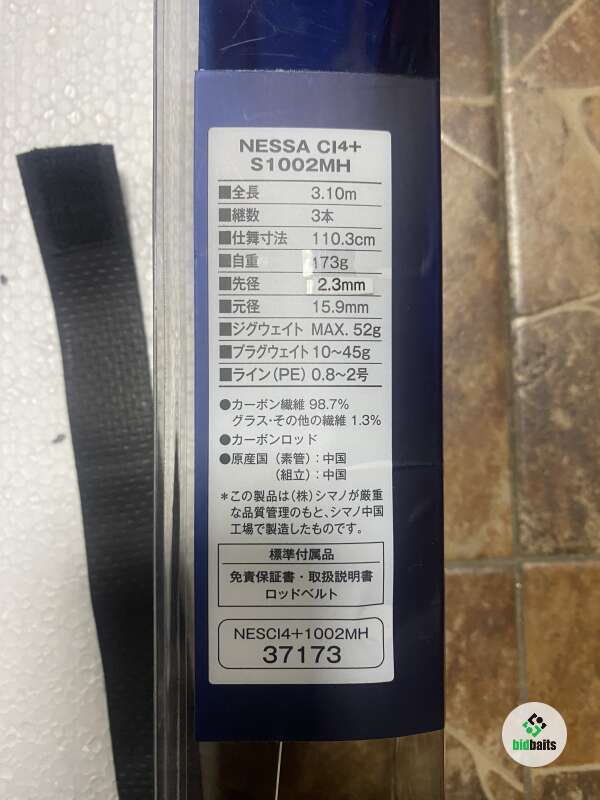 NESSA CI4+
S1002MH
■全長 3.10m
■継数 3本
■仕舞寸法 110.3cm
■自重 173g
■先径 2.3mm
■元径 15.9mm
■ジグウェイト MAX. 52g
■プラグウェイト 10～45g
■ライン(PE) 0.8～2号
●カーボン繊維 98.7%
グラス・その他の繊維 1.3%
●カーボンロッド
●原産国（素管）：中国
（組立）：中国
＊この製品は(株)シマノが厳重
な品質管理のもと、シマノ中国
工場で製造したものです。
標準付属品
免責保証書・取扱説明書
ロッドベルト
NESCI4+1002MH
37173
bidbaits